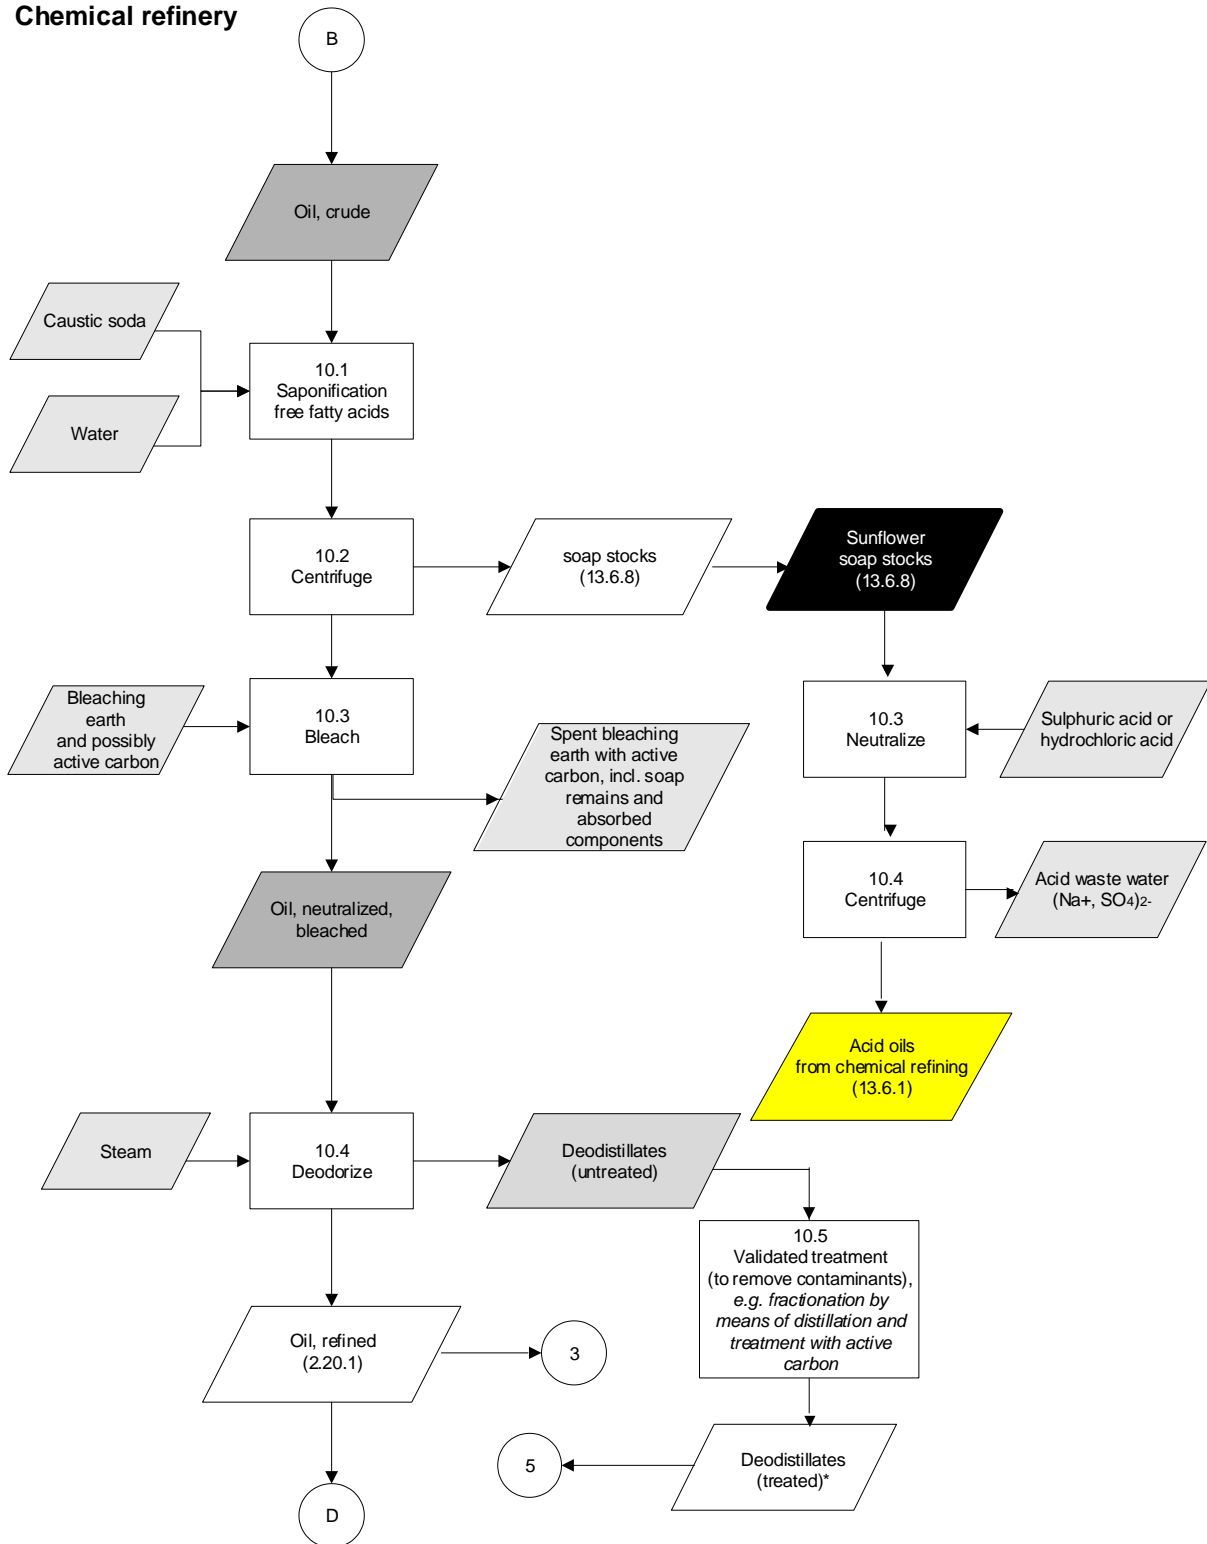 Chemical refinery
B
Oil, crude
Caustic soda
Water
10.1
Saponification
free fatty acids
10.2
Centrifuge
soap stocks
(13.6.8)
Sunflower
soap stocks
(13.6.8)
Bleaching
earth
and possibly
active carbon
10.3
Bleach
Spent bleaching
earth with active
carbon, incl. soap
remains and
absorbed
components
10.3
Neutralize
Sulphuric acid or
hydrochloric acid
10.4
Centrifuge
Acid waste water
(Na+, SO4)2-
Oil, neutralized,
bleached
Acid oils
from chemical refining
(13.6.1)
Steam
10.4
Deodorize
Deodistillates
(untreated)
10.5
Validated treatment
(to remove contaminants),
e.g. fractionation by
means of distillation and
treatment with active
carbon
Oil, refined
(2.20.1)
3
5
Deodistillates
(treated)*
D